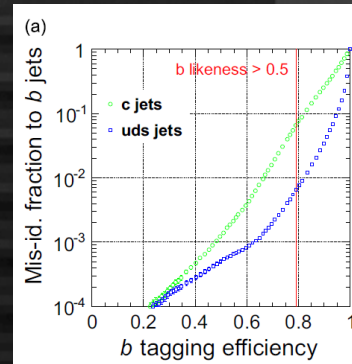 (a)
Mis-id. fraction to b jets
1
10⁻¹
10⁻²
10⁻³
10⁻⁴
b likeness > 0.5
c jets
uds jets
0 0.2 0.4 0.6 0.8 1
b tagging efficiency